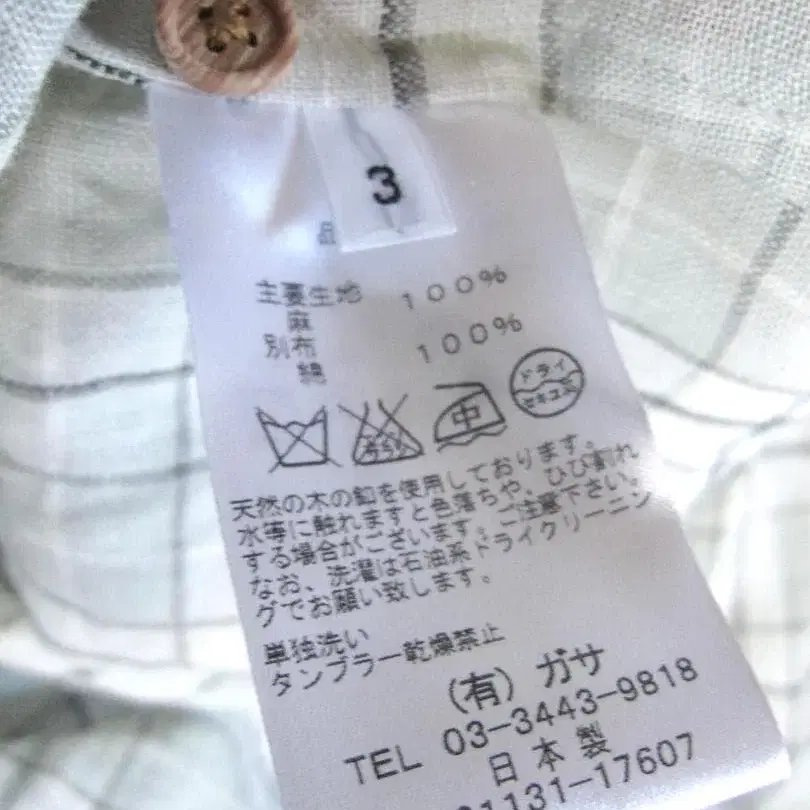 3
品
主要生地
麻 100%
別布
綿 100%
中
ドライ
セキユ系
天然の木の釦を使用しております。
水等に触れますと色落ちや、ひび割れ
する場合がございます。ご注意下さい。
なお、洗濯は石油系ドライクリーニン
グでお願い致します。
単独洗い
タンブラー乾燥禁止
(有) ガサ
TEL 03-3443-9818
日本製
01131-17607